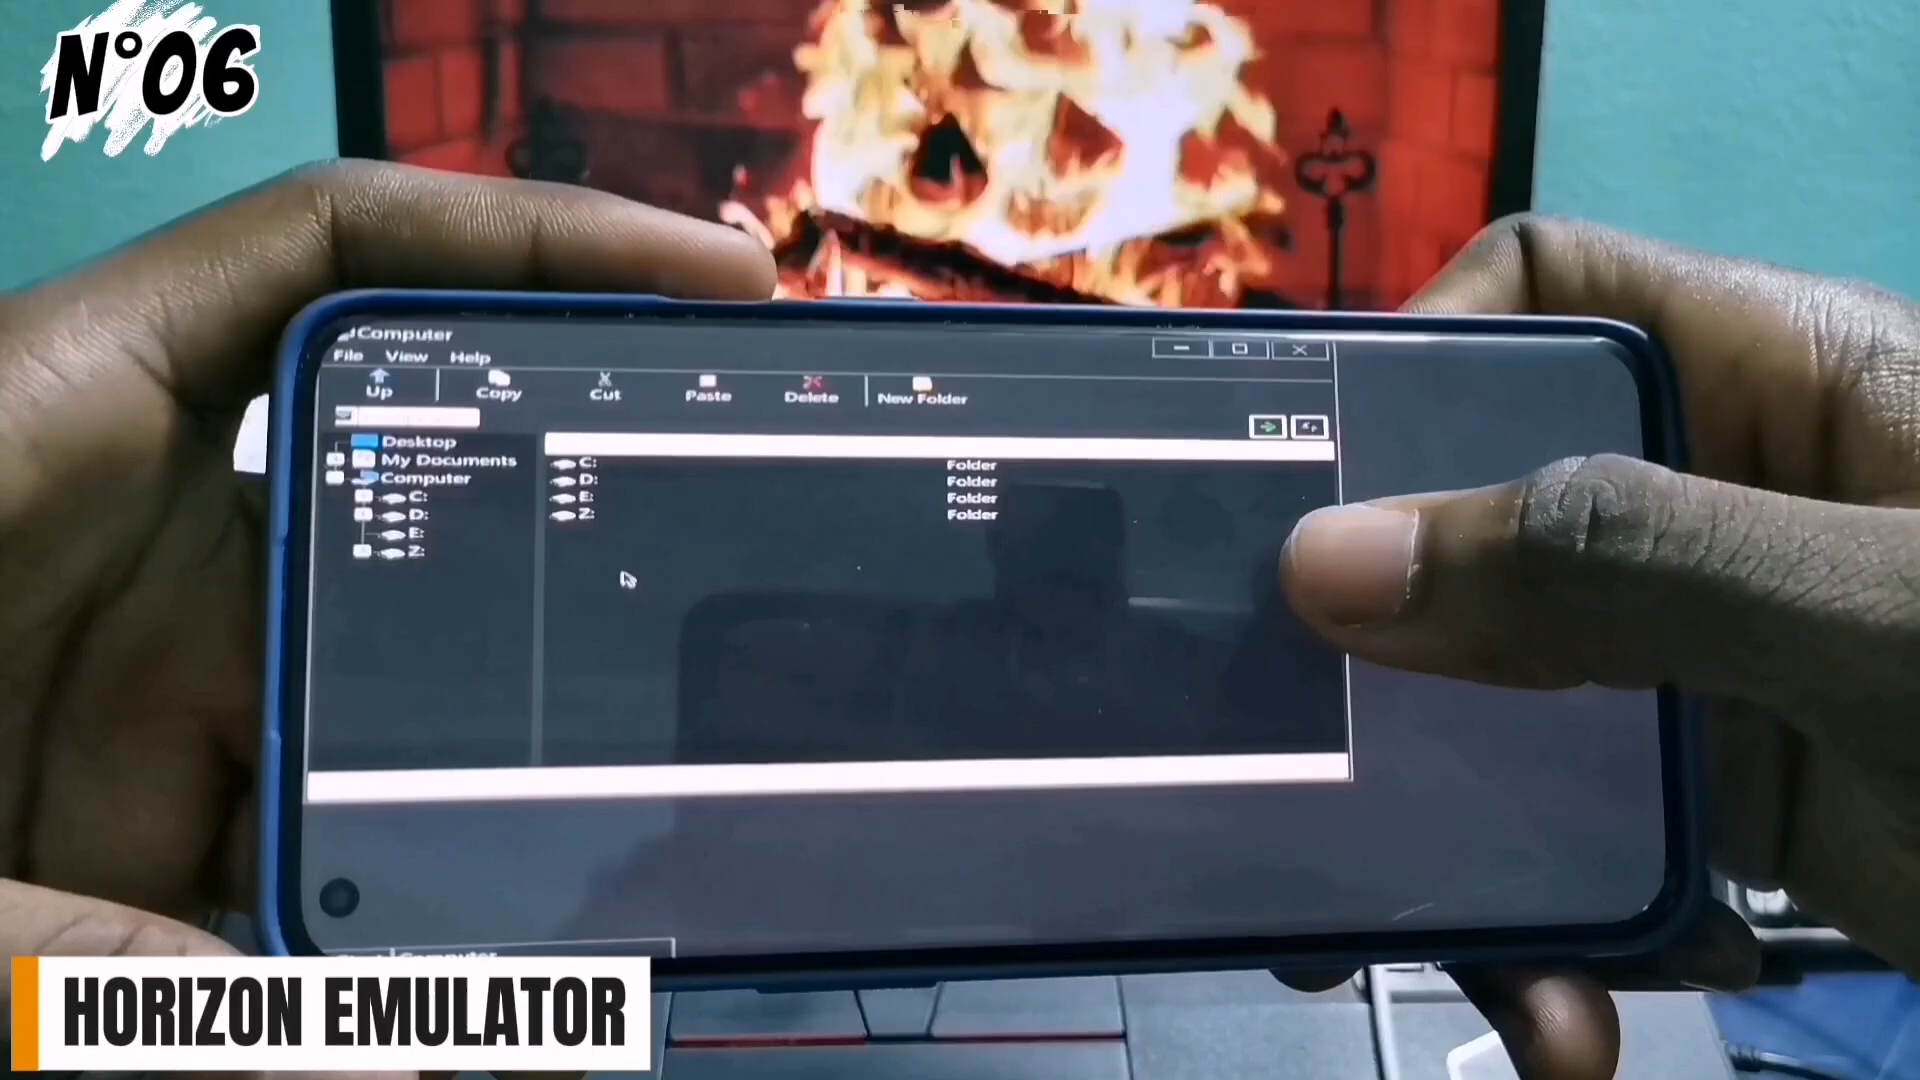 N°06
Computer
File View Help
Up Copy Cut Paste Delete New Folder
Desktop
My Documents
Computer
C:
D:
E:
Z:
C: Folder
D: Folder
E: Folder
Z: Folder
Computer
HORIZON EMULATOR